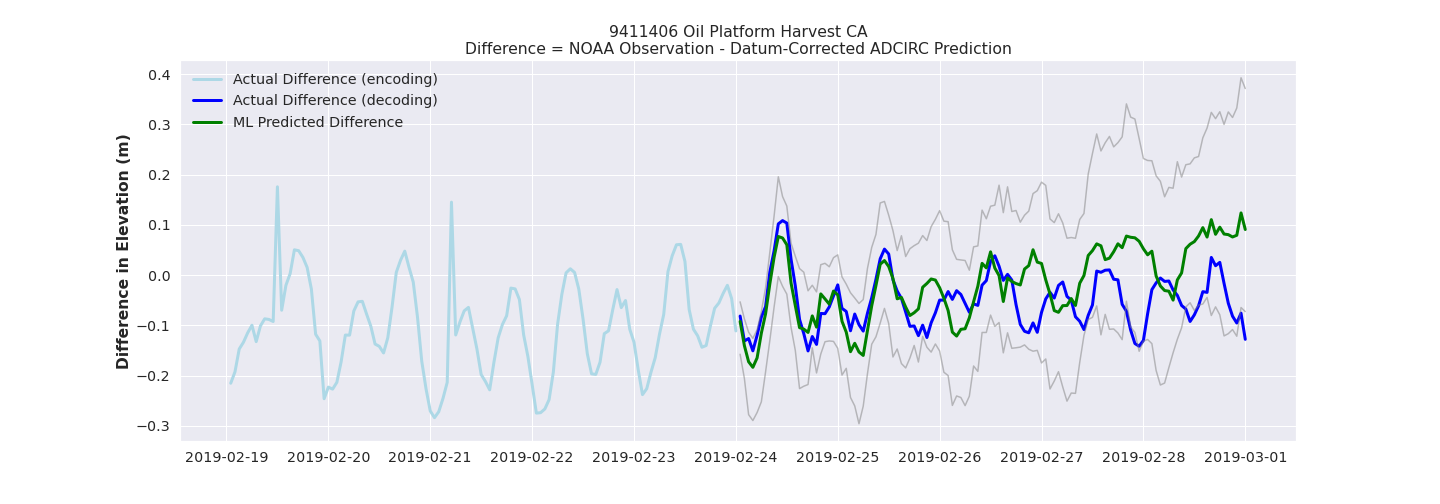 9411406 Oil Platform Harvest CA
Difference = NOAA Observation - Datum-Corrected ADCIRC Prediction
Actual Difference (encoding)
Actual Difference (decoding)
ML Predicted Difference
Difference in Elevation (m)
0.4
0.3
0.2
0.1
0.0
−0.1
−0.2
−0.3
2019-02-19 2019-02-20 2019-02-21 2019-02-22 2019-02-23 2019-02-24 2019-02-25 2019-02-26 2019-02-27 2019-02-28 2019-03-01